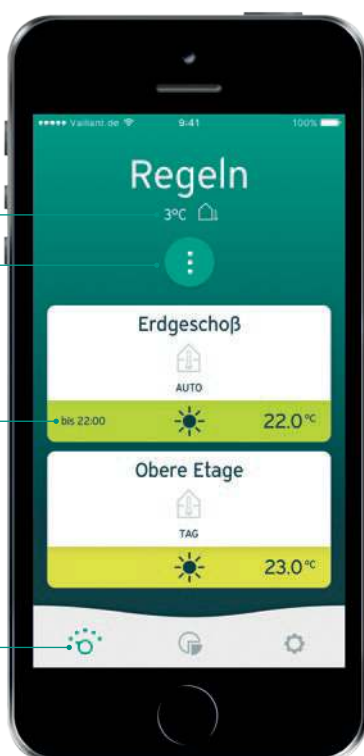 Vaillant.de 9:41 100%
Regeln
3°C
Erdgeschoß
AUTO
bis 22:00 22.0°C
Obere Etage
TAG
23.0°C